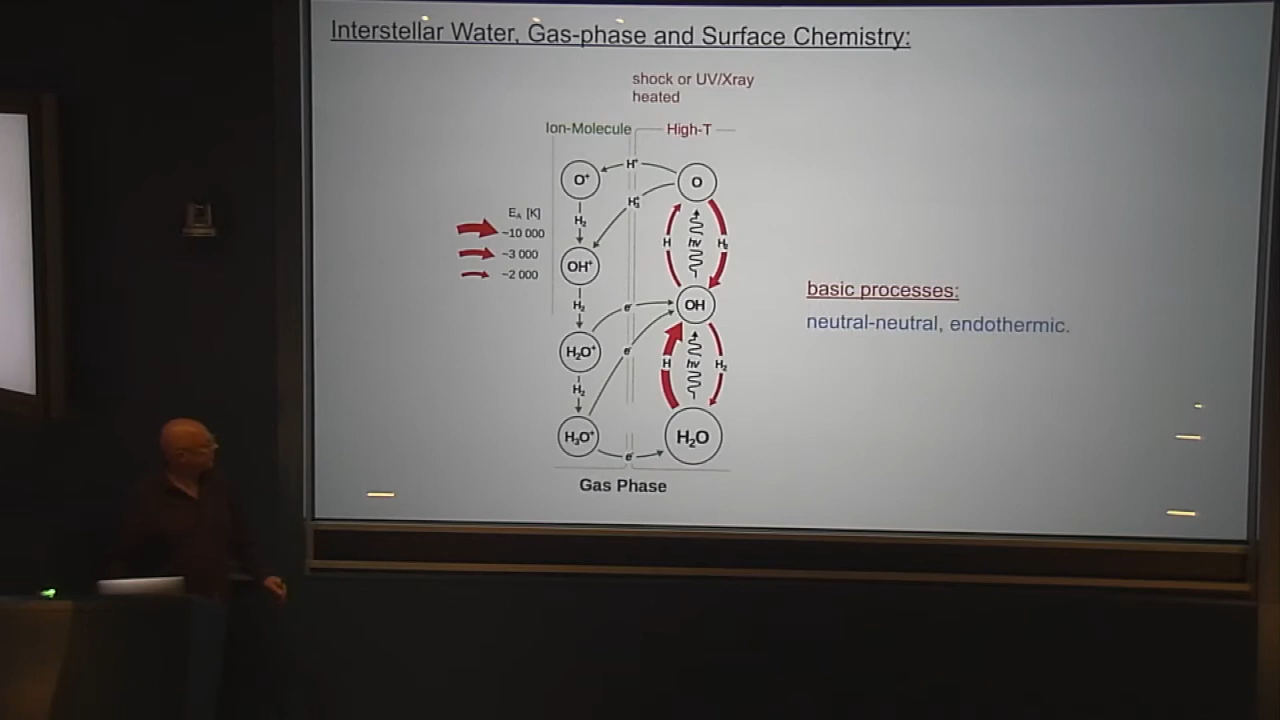 Interstellar Water, Gas-phase and Surface Chemistry:
shock or UV/Xray
heated
Ion-Molecule
High-T
O⁺
H⁺
O
H₃⁺
Eₐ [K]
~10 000
~3 000
~2 000
H₂
H
hν
H₂
OH⁺
H₂
e⁻
OH
basic processes:
neutral-neutral, endothermic.
H₂O⁺
e⁻
H
hν
H₂
H₂
H₃O⁺
e⁻
H₂O
Gas Phase